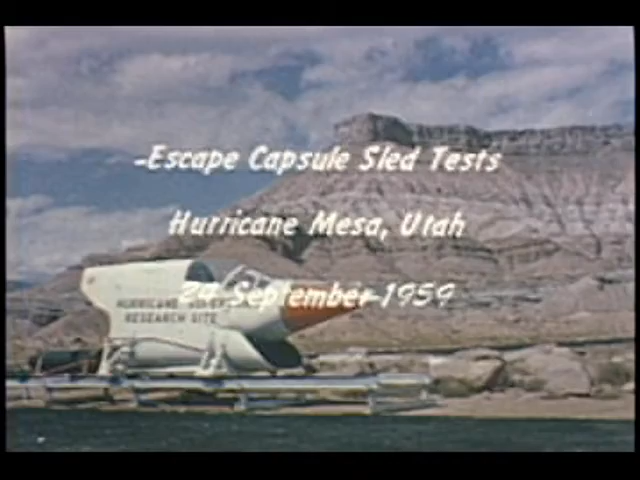 -Escape Capsule Sled Tests
Hurricane Mesa, Utah
September 1959
HURRICANE
RESEARCH SITE